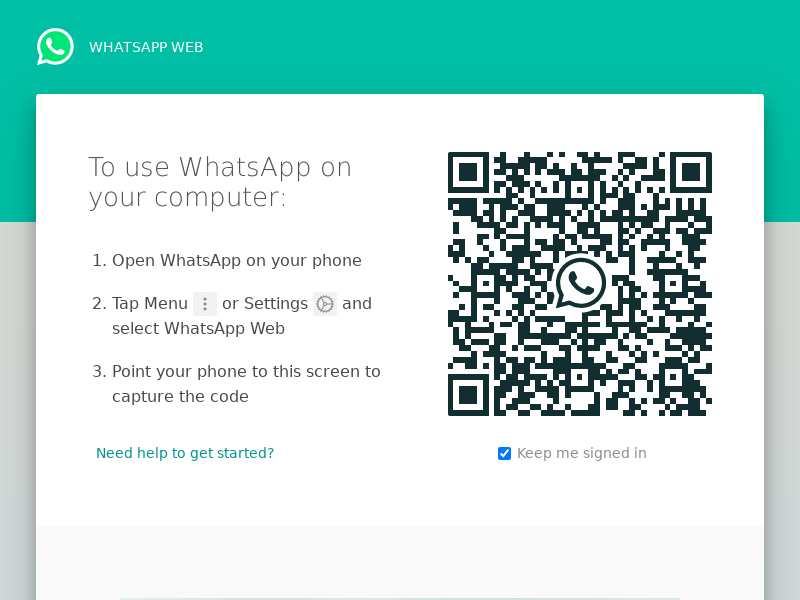 WHATSAPP WEB
To use WhatsApp on
your computer:
1. Open WhatsApp on your phone
2. Tap Menu or Settings and
select WhatsApp Web
3. Point your phone to this screen to
capture the code
Need help to get started?
Keep me signed in